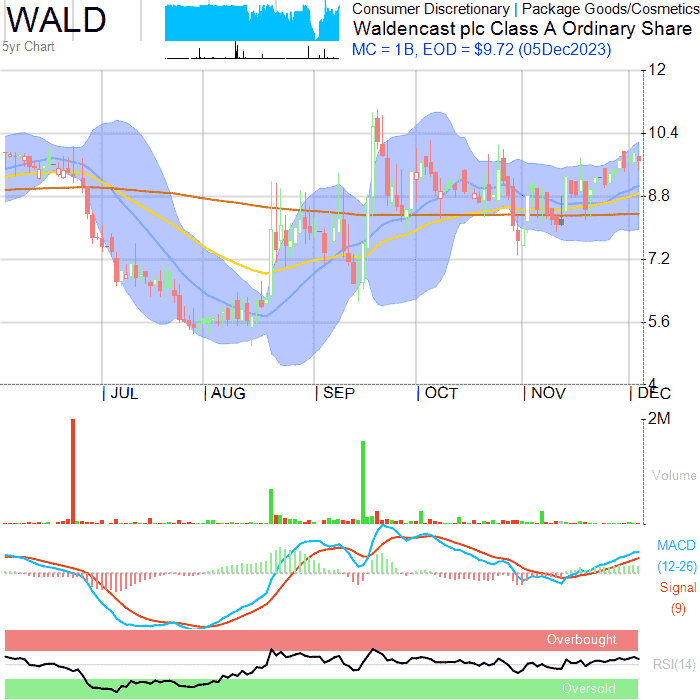 WALD
5yr Chart
Consumer Discretionary | Package Goods/Cosmetics
Waldencast plc Class A Ordinary Share
MC = 1B, EOD = $9.72 (05Dec2023)
12
10.4
8.8
7.2
5.6
4
JUL
AUG
SEP
OCT
NOV
DEC
2M
Volume
MACD
(12-26)
Signal
(9)
Overbought
RSI(14)
Oversold